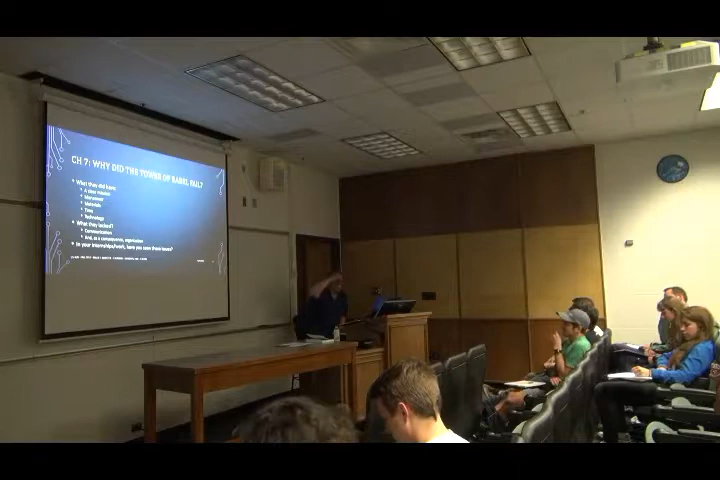 CH 7: WHY DID THE TOWER OF BABEL FAIL?
What they did have:
A clear mission
Manpower
Materials
Time
Technology
What they lacked?
Communication
And, as a consequence, organization
In your internships/work, have you seen these issues?